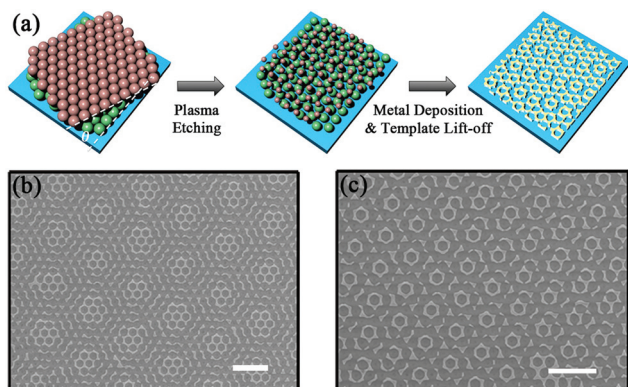 (a)
θ
Plasma
Etching
Metal Deposition
& Template Lift-off
(b)
(c)